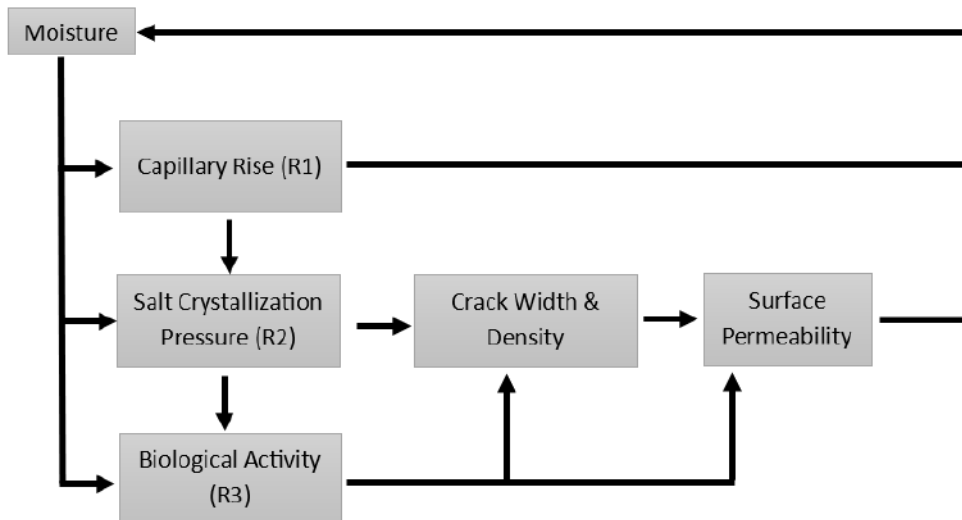 Moisture
Capillary Rise (R1)
Salt Crystallization
Pressure (R2)
Crack Width &
Density
Surface
Permeability
Biological Activity
(R3)